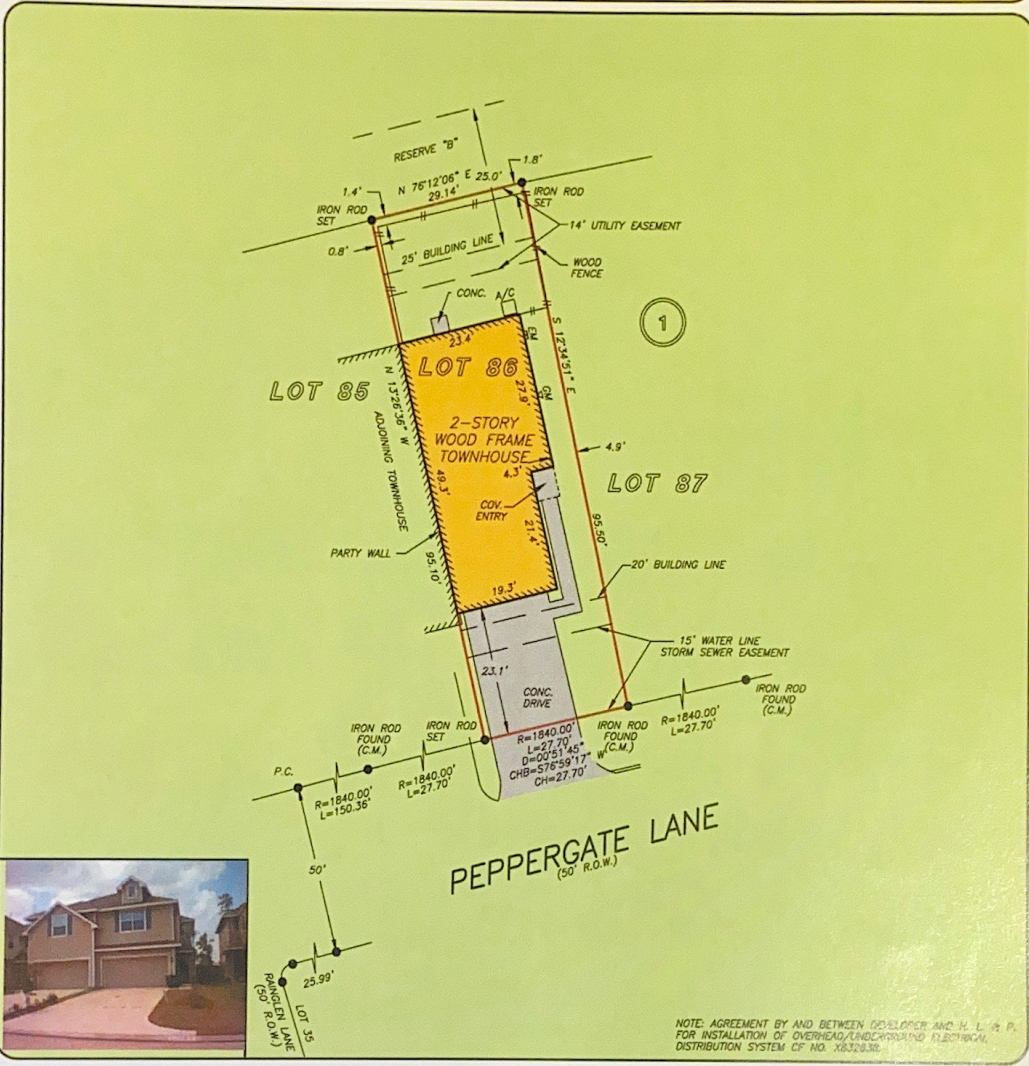 RESERVE "B"
1.8'
N 76°12'06" E 25.0'
29.14'
1.4'
IRON ROD
SET
IRON ROD
SET
14' UTILITY EASEMENT
0.8'
25' BUILDING LINE
WOOD
FENCE
CONC.
A/C
1
23.4'
EM
LOT 86
LOT 85
S 12°34'51" E
27.9'
GM
N 13°26'36" W
ADJOINING TOWNHOUSE
2-STORY
WOOD FRAME
TOWNHOUSE
4.9'
4.3'
LOT 87
49.3'
COV.
ENTRY
21.4'
95.50'
PARTY WALL
95.10'
20' BUILDING LINE
19.3'
15' WATER LINE
STORM SEWER EASEMENT
23.1'
CONC.
DRIVE
IRON ROD
FOUND
(C.M.)
IRON ROD
SET
IRON ROD
FOUND
(C.M.)
IRON ROD
FOUND
(C.M.)
R=1840.00'
L=27.70'
R=1840.00'
L=27.70'
D=00°51'45"
CHB=S76°59'17" W
CH=27.70'
P.C.
R=1840.00'
L=150.36'
R=1840.00'
L=27.70'
PEPPERGATE LANE
(50' R.O.W.)
50'
25.99'
RAINGLEN LANE
(50' R.O.W.)
LOT 35
NOTE: AGREEMENT BY AND BETWEEN DEVELOPER AND H. L. & P.
FOR INSTALLATION OF OVERHEAD/UNDERGROUND ELECTRICAL
DISTRIBUTION SYSTEM CF NO.